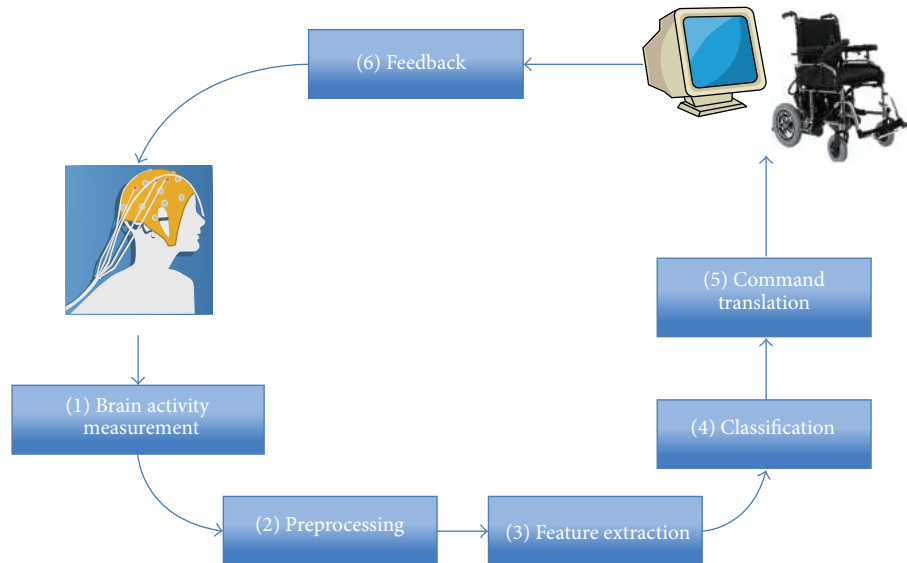 (6) Feedback
(5) Command
translation
(1) Brain activity
measurement
(4) Classification
(2) Preprocessing
(3) Feature extraction